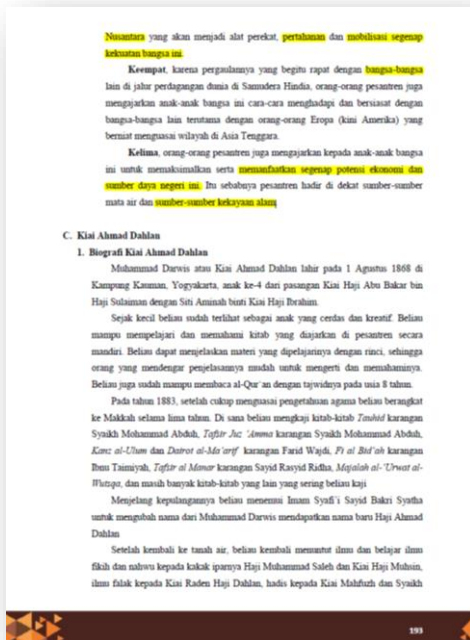 Nusantara yang akan menjadi alat perekat, pertahanan dan mobilisasi segenap
kekuatan bangsa ini.
Keempat, karena pergaulannya yang begitu rapat dengan bangsa-bangsa
lain di jalur perdagangan dunia di Samudera Hindia, orang-orang pesantren juga
mengajarkan anak-anak bangsa ini cara-cara menghadapi dan bersiasat dengan
bangsa-bangsa lain terutama dengan orang-orang Eropa (kini Amerika) yang
berniat menguasai wilayah di Asia Tenggara.
Kelima, orang-orang pesantren juga mengajarkan kepada anak-anak bangsa
ini untuk memaksimalkan serta memanfaatkan segenap potensi ekonomi dan
sumber daya negeri ini. Itu sebabnya pesantren hadir di dekat sumber-sumber
mata air dan sumber-sumber kekayaan alam.
C. Kiai Ahmad Dahlan
1. Biografi Kiai Ahmad Dahlan
Muhammad Darwis atau Kiai Ahmad Dahlan lahir pada 1 Agustus 1868 di
Kampung Kauman, Yogyakarta, anak ke-4 dari pasangan Kiai Haji Abu Bakar bin
Haji Sulaiman dengan Siti Aminah binti Kiai Haji Ibrahim.
Sejak kecil beliau sudah terlihat sebagai anak yang cerdas dan kreatif. Beliau
mampu mempelajari dan memahami kitab yang diajarkan di pesantren secara
mandiri. Beliau dapat menjelaskan materi yang dipelajarinya dengan rinci, sehingga
orang yang mendengar penjelasannya mudah untuk mengerti dan memahaminya.
Beliau juga sudah mampu membaca al-Qur'an dengan tajwidnya pada usia 8 tahun.
Pada tahun 1883, setelah cukup menguasai pengetahuan agama beliau berangkat
ke Makkah selama lima tahun. Di sana beliau mengkaji kitab-kitab Tauhid karangan
Syaikh Mohammad Abduh, Tafsir Juz 'Amma karangan Syaikh Mohammad Abduh,
Kanz al-Ulum dan Dairot al-Ma'arif karangan Farid Wajdi, Fi al Bid'ah karangan
Ibnu Taimiyah, Tafsir al Manar karangan Sayid Rasyid Ridha, Majalah al-'Urwat al-
Wutsqa, dan masih banyak kitab-kitab yang lain yang sering beliau kaji
Menjelang kepulangannya beliau menemui Imam Syafi'i Sayid Bakri Syatha
untuk mengubah nama dari Muhammad Darwis mendapatkan nama baru Haji Ahmad
Dahlan
Setelah kembali ke tanah air, beliau kembali menuntut ilmu dan belajar ilmu
fikih dan nahwu kepada kakak iparnya Haji Muhammad Saleh dan Kiai Haji Muhsin,
ilmu falak kepada Kiai Raden Haji Dahlan, hadis kepada Kiai Mahfuzh dan Syaikh
193